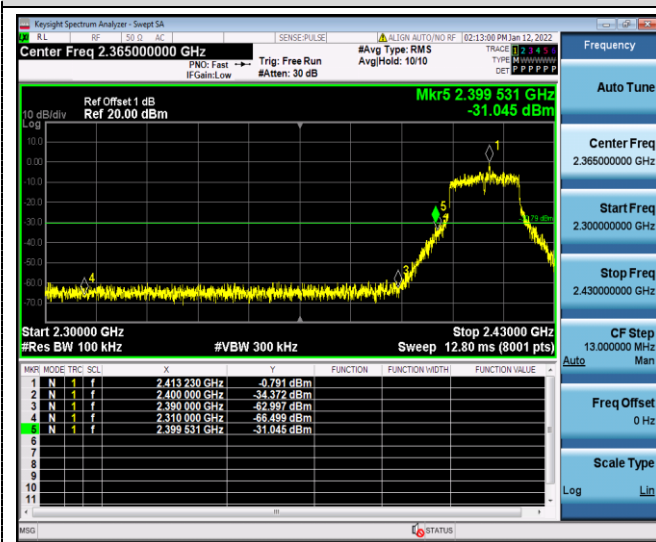 Keysight Spectrum Analyzer - Swept SA
RL RF 50 Ω AC SENSE:PULSE ALIGN AUTO/NO RF 02:13:00 PM Jan 12, 2022
Center Freq 2.365000000 GHz
PNO: Fast
IFGain:Low
Trig: Free Run
#Atten: 30 dB
#Avg Type: RMS
Avg|Hold: 10/10
TRACE 1 2 3 4 5 6
TYPE M WWWWW
DET P P P P P P
Ref Offset 1 dB
10 dB/div Ref 20.00 dBm
Log
Mkr5 2.399 531 GHz
-31.045 dBm
10.0
0.00
-10.0
-20.0
-30.0
-40.0
-50.0
-60.0
-70.0
1
5
3
4
Start 2.30000 GHz
Stop 2.43000 GHz
#Res BW 100 kHz #VBW 300 kHz Sweep 12.80 ms (8001 pts)
MKR MODE TRC SCL X Y FUNCTION FUNCTION WIDTH FUNCTION VALUE
1 N 1 f 2.413 230 GHz -0.791 dBm
2 N 1 f 2.400 000 GHz -34.372 dBm
3 N 1 f 2.390 000 GHz -62.997 dBm
4 N 1 f 2.310 000 GHz -66.499 dBm
5 N 1 f 2.399 531 GHz -31.045 dBm
6
7
8
9
10
11
MSG STATUS
Frequency
Auto Tune
Center Freq
2.365000000 GHz
Start Freq
2.300000000 GHz
Stop Freq
2.430000000 GHz
CF Step
13.000000 MHz
Auto Man
Freq Offset
0 Hz
Scale Type
Log Lin